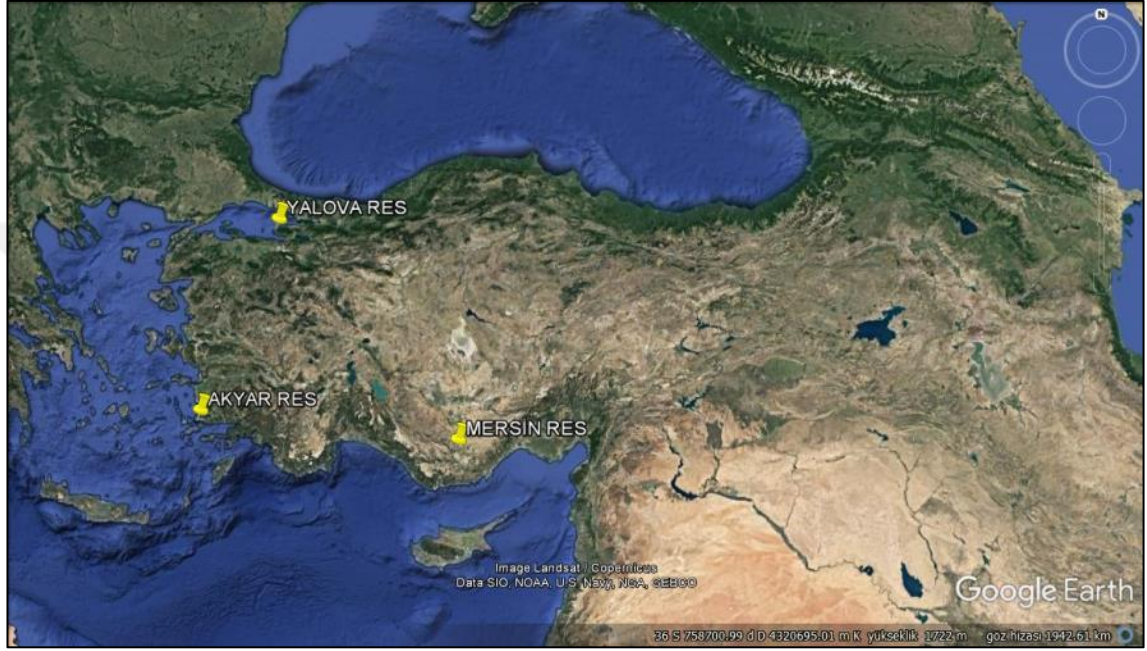 N
YALOVA RES
AKYAR RES
MERSİN RES
Image Landsat / Copernicus
Data SIO, NOAA, U.S. Navy, NGA, GEBCO
Google Earth
36 S 758700.99 d D 4320695.01 m K yükseklik 1722 m göz hizası 1942.61 km